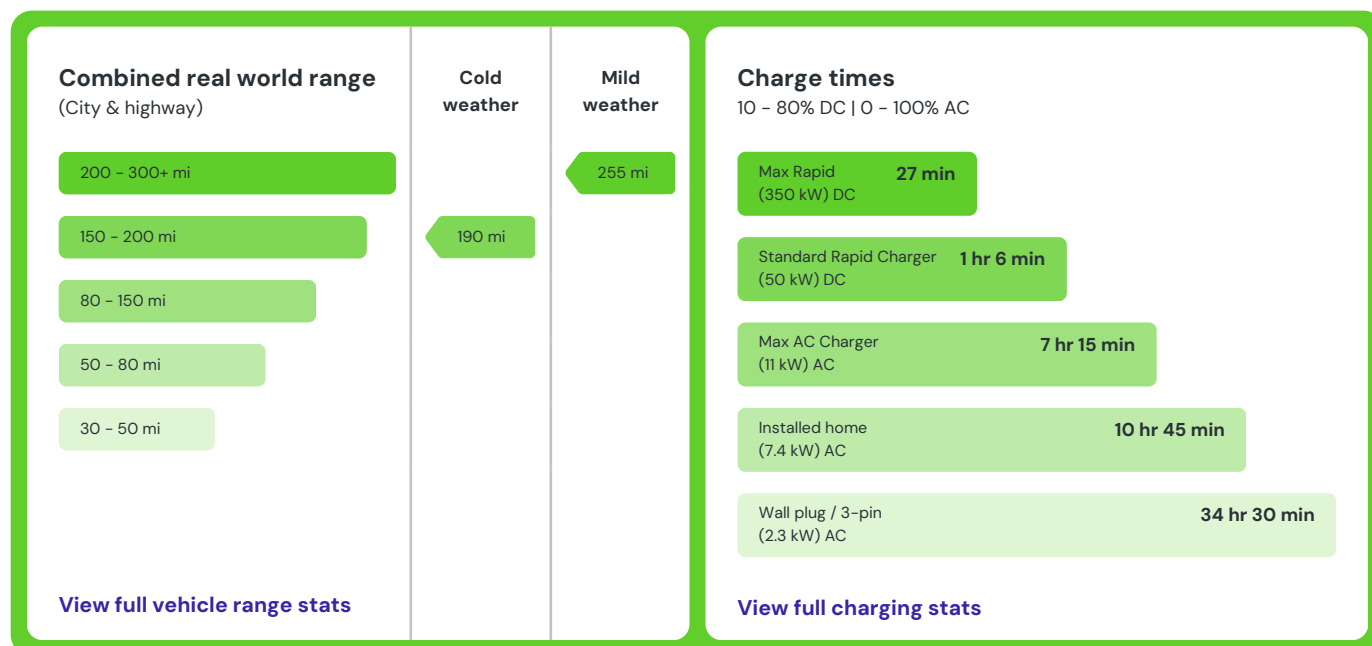 Combined real world range
(City & highway)
Cold
weather
Mild
weather
200 - 300+ mi
255 mi
150 - 200 mi
190 mi
80 - 150 mi
50 - 80 mi
30 - 50 mi
View full vehicle range stats
Charge times
10 - 80% DC | 0 - 100% AC
Max Rapid
(350 kW) DC
27 min
Standard Rapid Charger
(50 kW) DC
1 hr 6 min
Max AC Charger
(11 kW) AC
7 hr 15 min
Installed home
(7.4 kW) AC
10 hr 45 min
Wall plug / 3-pin
(2.3 kW) AC
34 hr 30 min
View full charging stats